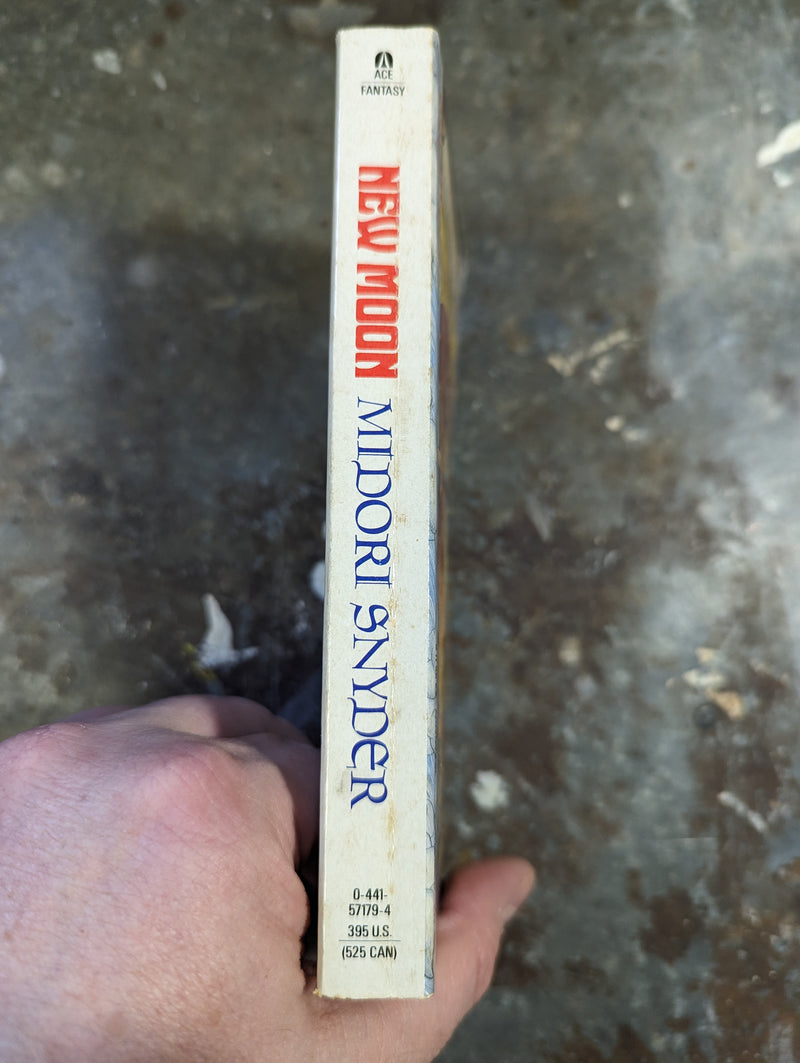 ACE
FANTASY
NEW MOON
MIDORI SNYDER
0-441-
57179-4
395 U.S.
(525 CAN)